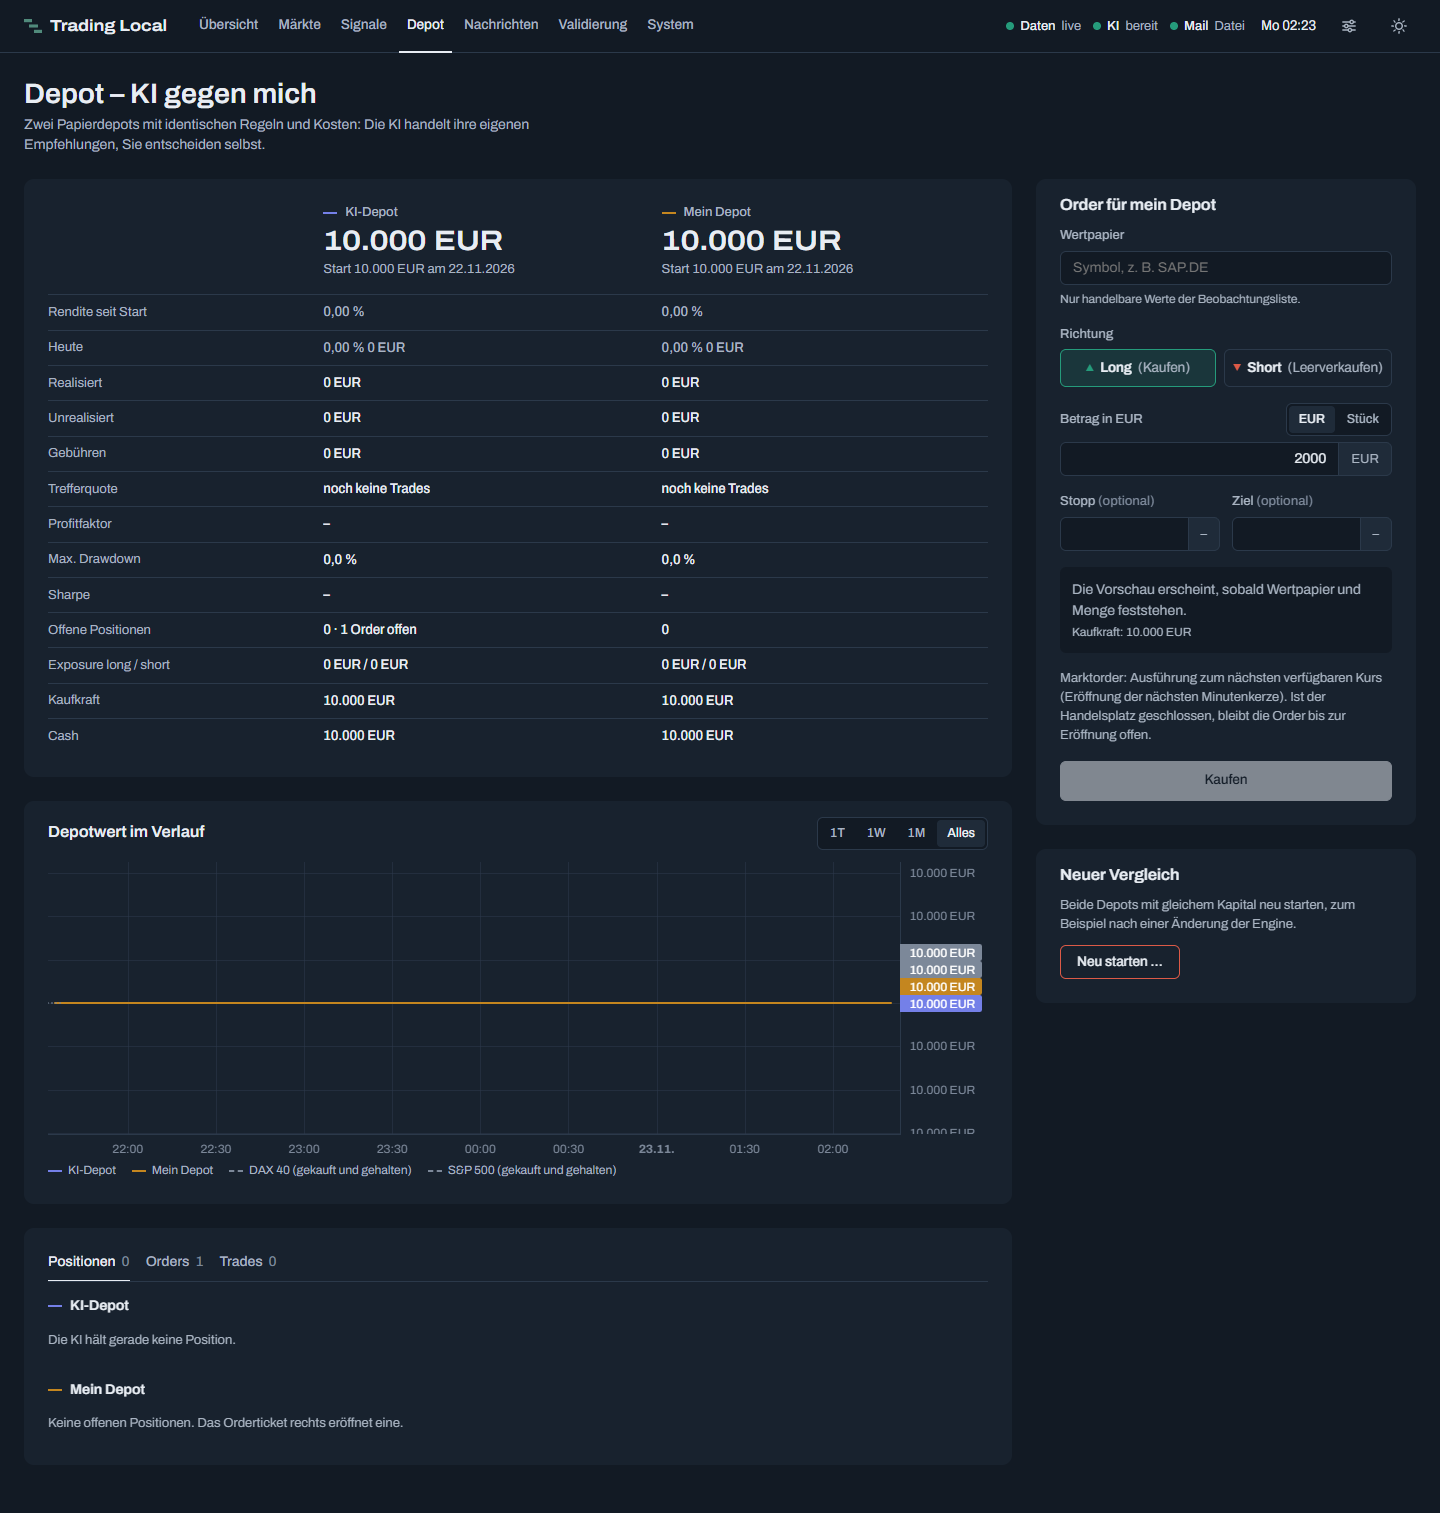 Trading Local
Übersicht Märkte Signale Depot Nachrichten Validierung System
Daten live KI bereit Mail Datei Mo 02:23
Depot – KI gegen mich
Zwei Papierdepots mit identischen Regeln und Kosten: Die KI handelt ihre eigenen
Empfehlungen, Sie entscheiden selbst.
KI-Depot Mein Depot
10.000 EUR 10.000 EUR
Start 10.000 EUR am 22.11.2026 Start 10.000 EUR am 22.11.2026
Rendite seit Start 0,00 % 0,00 %
Heute 0,00 % 0 EUR 0,00 % 0 EUR
Realisiert 0 EUR 0 EUR
Unrealisiert 0 EUR 0 EUR
Gebühren 0 EUR 0 EUR
Trefferquote noch keine Trades noch keine Trades
Profitfaktor – –
Max. Drawdown 0,0 % 0,0 %
Sharpe – –
Offene Positionen 0 · 1 Order offen 0
Exposure long / short 0 EUR / 0 EUR 0 EUR / 0 EUR
Kaufkraft 10.000 EUR 10.000 EUR
Cash 10.000 EUR 10.000 EUR
Depotwert im Verlauf
1T 1W 1M Alles
10.000 EUR
10.000 EUR
10.000 EUR
10.000 EUR
10.000 EUR
10.000 EUR
10.000 EUR
10.000 EUR
10.000 EUR
22:00 22:30 23:00 23:30 00:00 00:30 23.11. 01:30 02:00
KI-Depot Mein Depot DAX 40 (gekauft und gehalten) S&P 500 (gekauft und gehalten)
Positionen 0 Orders 1 Trades 0
KI-Depot
Die KI hält gerade keine Position.
Mein Depot
Keine offenen Positionen. Das Orderticket rechts eröffnet eine.
Order für mein Depot
Wertpapier
Symbol, z. B. SAP.DE
Nur handelbare Werte der Beobachtungsliste.
Richtung
▲ Long (Kaufen) ▼ Short (Leerverkaufen)
Betrag in EUR EUR Stück
2000 EUR
Stopp (optional) Ziel (optional)
– –
Die Vorschau erscheint, sobald Wertpapier und
Menge feststehen.
Kaufkraft: 10.000 EUR
Marktorder: Ausführung zum nächsten verfügbaren Kurs
(Eröffnung der nächsten Minutenkerze). Ist der
Handelsplatz geschlossen, bleibt die Order bis zur
Eröffnung offen.
Kaufen
Neuer Vergleich
Beide Depots mit gleichem Kapital neu starten, zum
Beispiel nach einer Änderung der Engine.
Neu starten ...